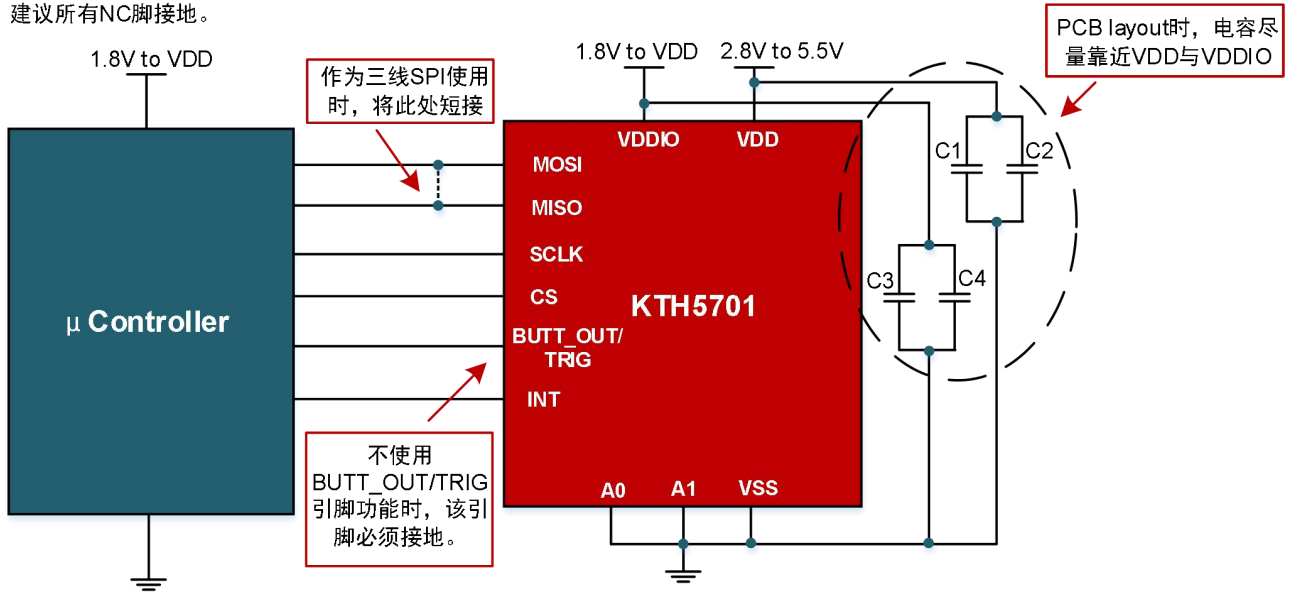 建议所有NC脚接地。
1.8V to VDD
作为三线SPI使用
时，将此处短接
1.8V to VDD
2.8V to 5.5V
PCB layout时，电容尽
量靠近VDD与VDDIO
VDDIO
VDD
MOSI
MISO
SCLK
CS
BUTT_OUT/
TRIG
INT
μ Controller
KTH5701
C1
C2
C3
C4
不使用
BUTT_OUT/TRIG
引脚功能时，该引
脚必须接地。
A0
A1
VSS